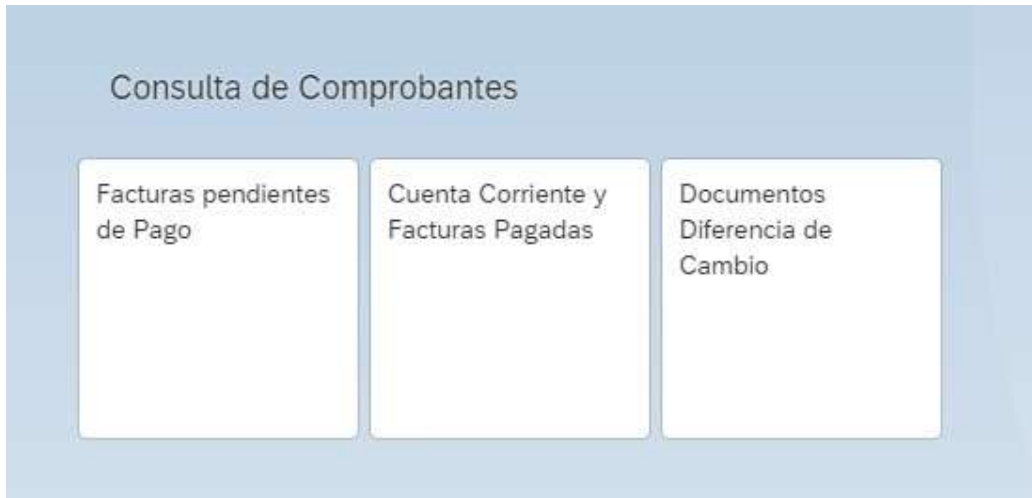 Consulta de Comprobantes
Facturas pendientes
de Pago
Cuenta Corriente y
Facturas Pagadas
Documentos
Diferencia de
Cambio